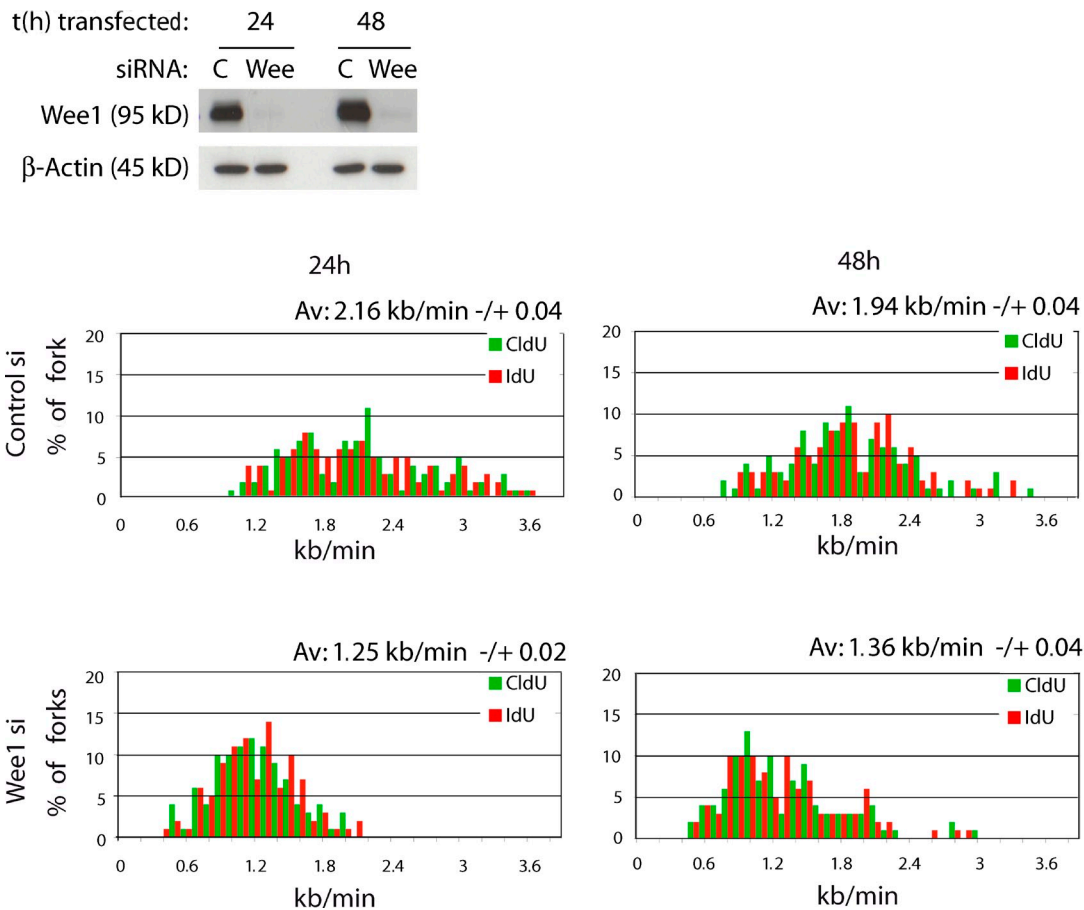 t(h) transfected: 24 48
siRNA: C Wee C Wee
Wee1 (95 kD)
β-Actin (45 kD)
24h
48h
Av: 2.16 kb/min -/+ 0.04
Av: 1.94 kb/min -/+ 0.04
Control si
% of fork
20
15
10
5
0
CldU
IdU
0 0.6 1.2 1.8 2.4 3 3.6
kb/min
20
15
10
5
0
CldU
IdU
0 0.6 1.2 1.8 2.4 3 3.6
kb/min
Av: 1.25 kb/min -/+ 0.02
Av: 1.36 kb/min -/+ 0.04
Wee1 si
% of forks
20
15
10
5
0
CldU
IdU
0 0.6 1.2 1.8 2.4 3 3.6
kb/min
20
15
10
5
0
CldU
IdU
0 0.6 1.2 1.8 2.4 3 3.6
kb/min